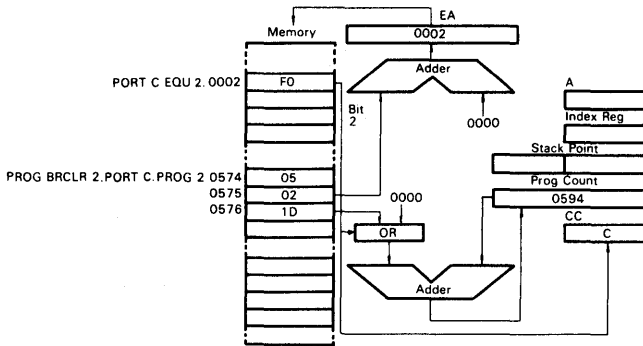 EA
Memory
0002
Adder
PORT C EQU 2. 0002
F0
A
Bit
2
0000
Index Reg
Stack Point
PROG BRCLR 2.PORT C.PROG 2 0574
05
Prog Count
0575
02
0000
0594
0576
1D
CC
OR
C
Adder